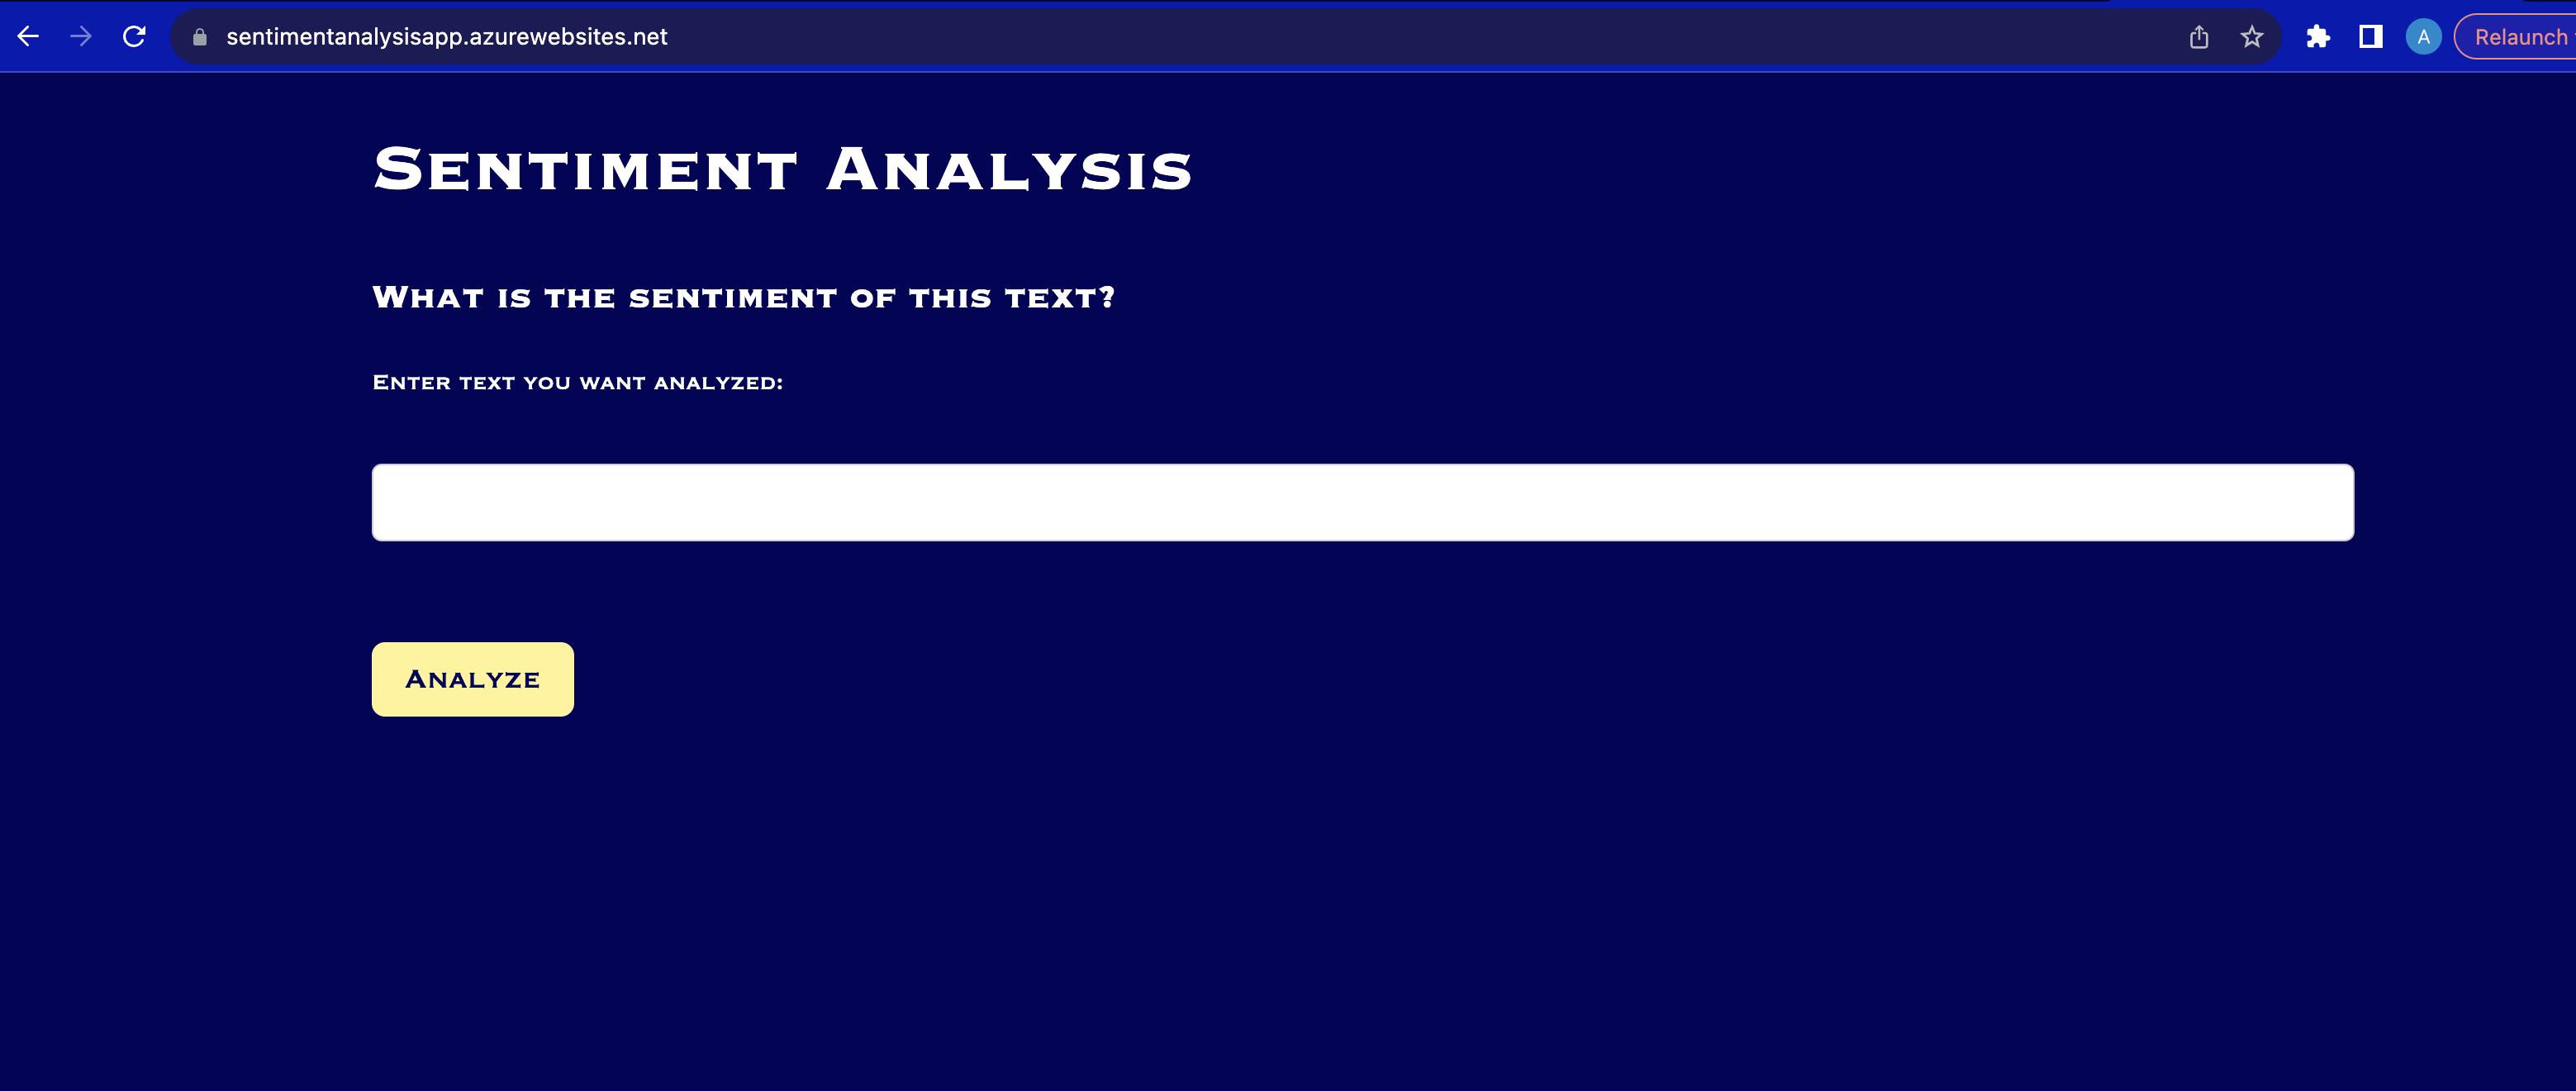 sentimentanalysisapp.azurewebsites.net
A
Relaunch
Sentiment Analysis
What is the sentiment of this text?
Enter text you want analyzed:
Analyze